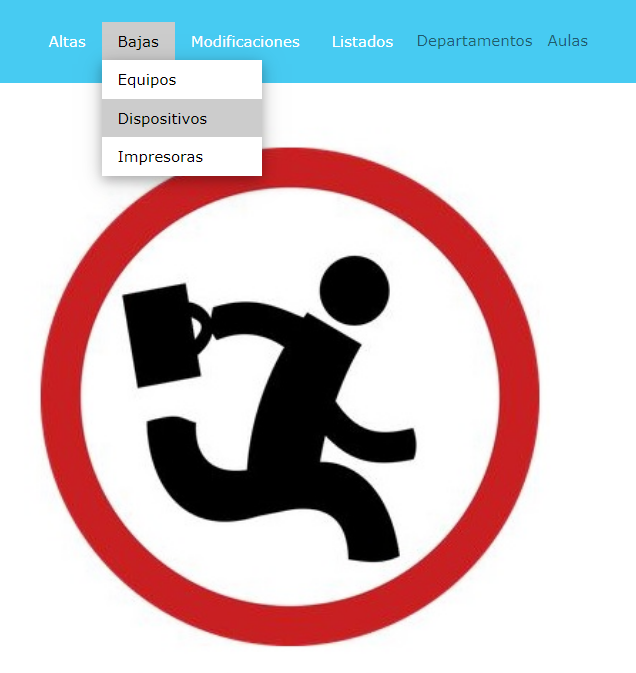 Altas Bajas Modificaciones Listados Departamentos Aulas
Equipos
Dispositivos
Impresoras